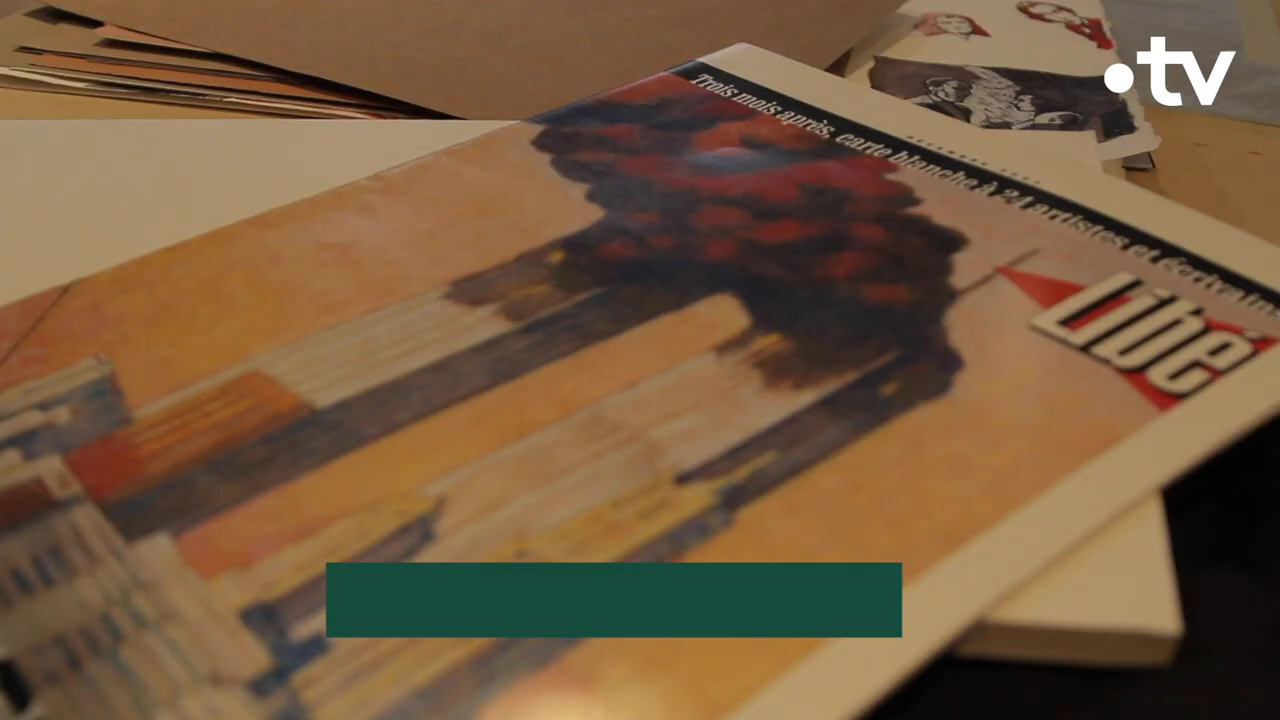 .tv
Trois mois après, carte blanche à 24 artistes et écrivains
Libé